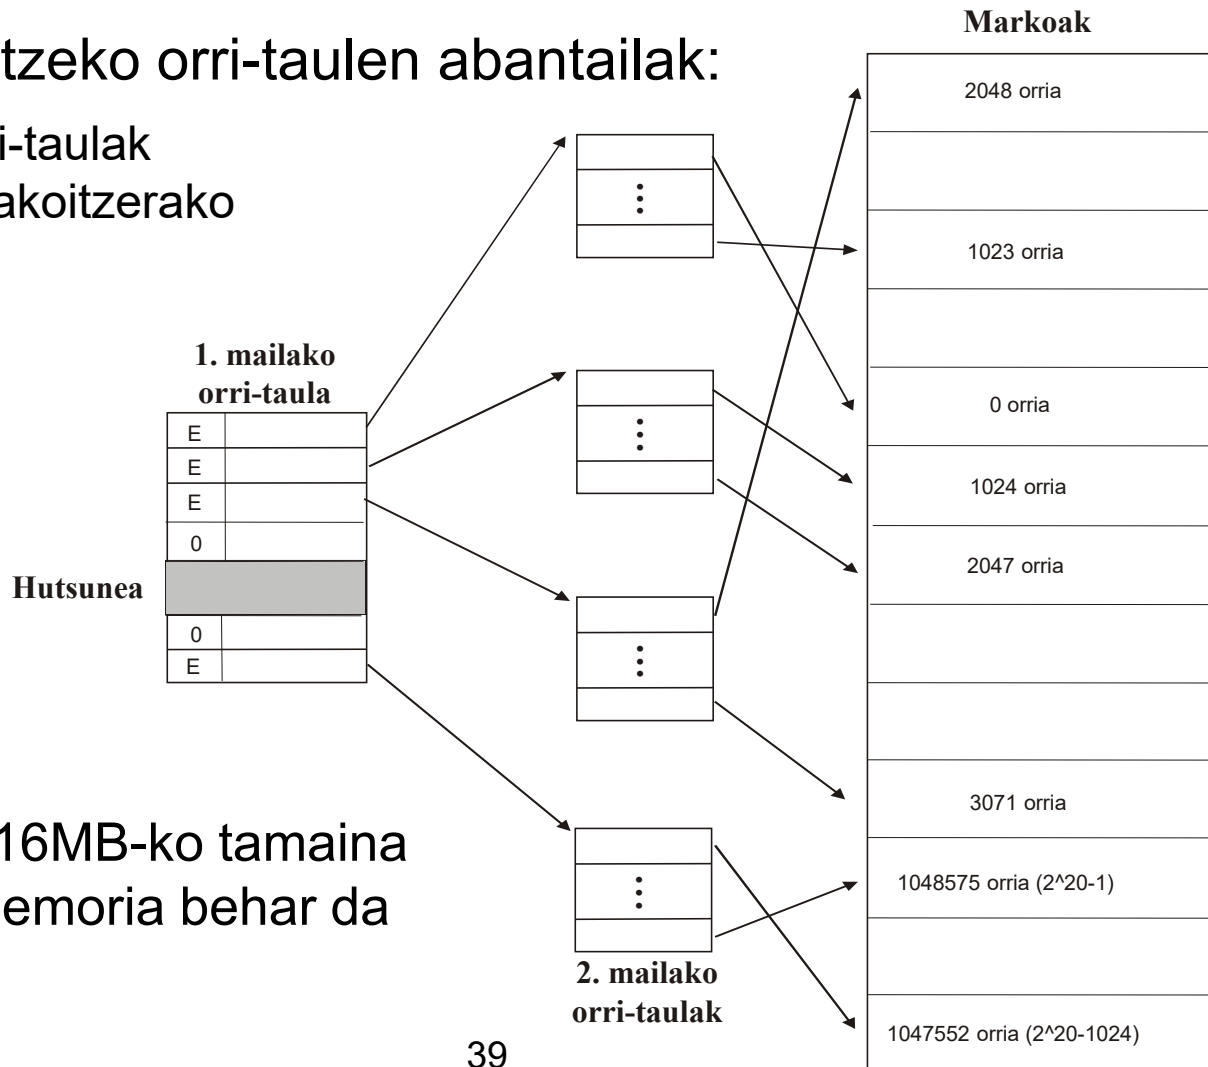 tzeko orri-taulen abantailak:
i-taulak
akoitzerako
Markoak
2048 orria
1023 orria
0 orria
1024 orria
2047 orria
3071 orria
1048575 orria (2^20-1)
1047552 orria (2^20-1024)
1. mailako
orri-taula
E
E
E
0
Hutsunea
0
E
16MB-ko tamaina
emoria behar da
2. mailako
orri-taulak
39